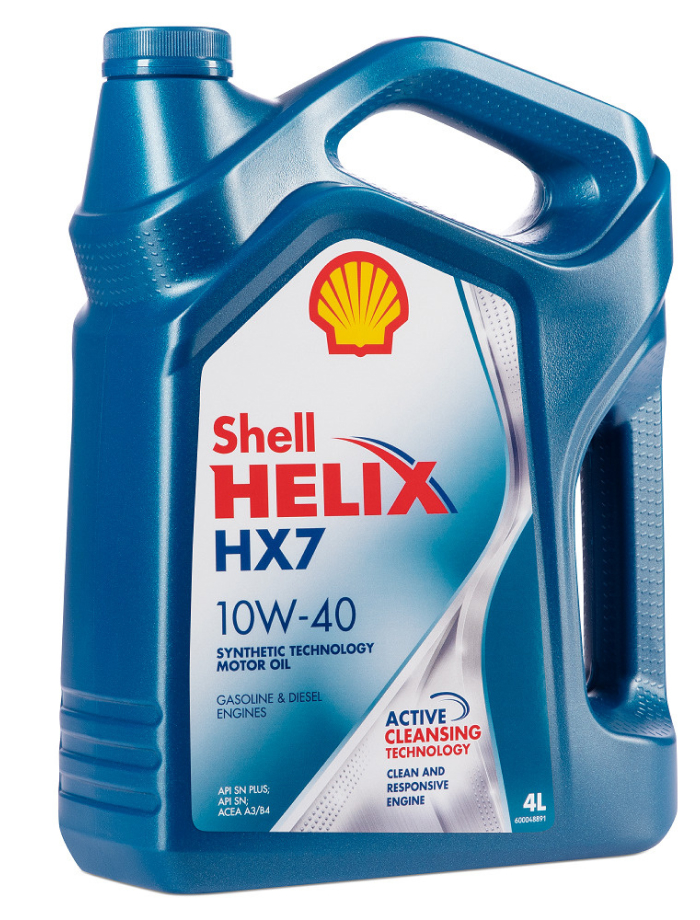 Shell
HELIX
HX7
10W-40
SYNTHETIC TECHNOLOGY
MOTOR OIL
GASOLINE & DIESEL
ENGINES
API SN PLUS;
API SN;
ACEA A3/B4
ACTIVE
CLEANSING
TECHNOLOGY
CLEAN AND
RESPONSIVE
ENGINE
4L
600048891